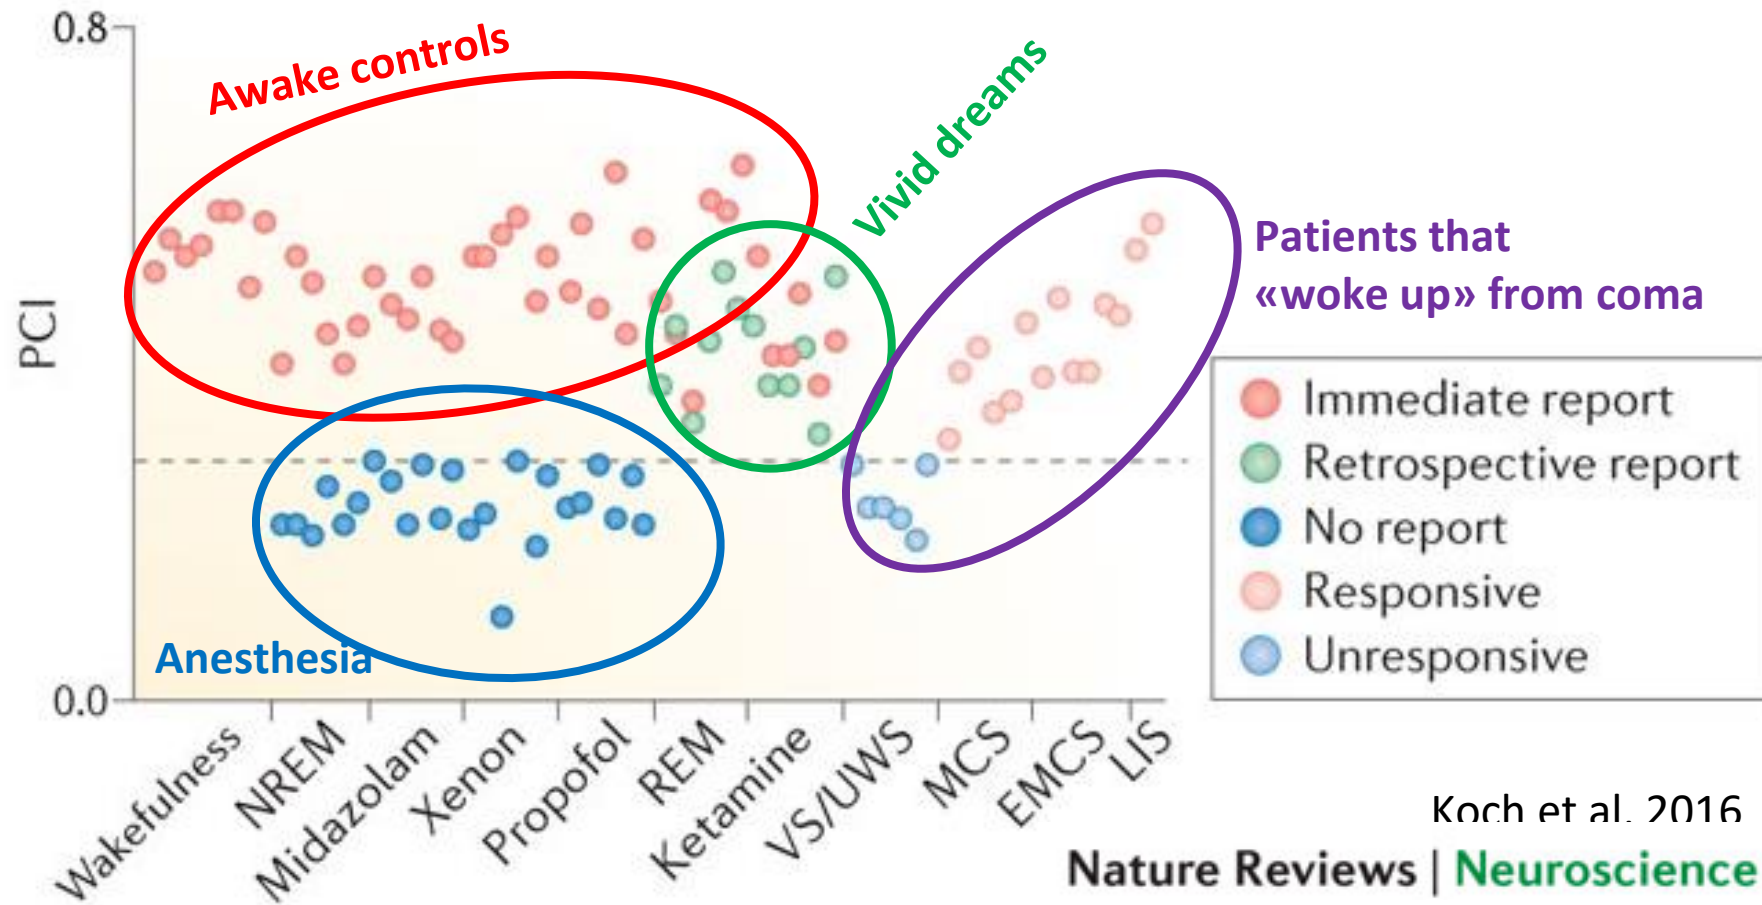 0.8
Awake controls
Vivid dreams
Patients that
«woke up» from coma
PCI
Immediate report
Retrospective report
No report
Responsive
Unresponsive
Anesthesia
0.0
Wakefulness
NREM
Midazolam
Xenon
Propofol
REM
Ketamine
VS/UWS
MCS
EMCS
LIS
Koch et al. 2016
Nature Reviews | Neuroscience